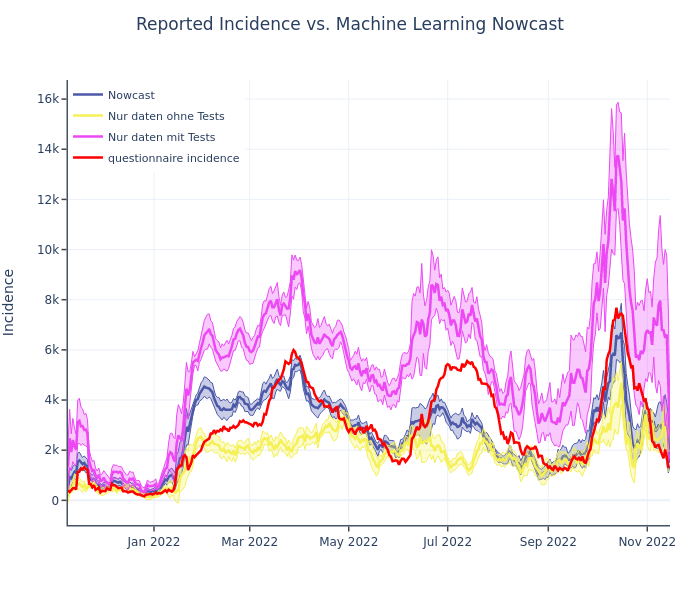 Reported Incidence vs. Machine Learning Nowcast
Nowcast
Nur daten ohne Tests
Nur daten mit Tests
questionnaire incidence
Incidence
16k
14k
12k
10k
8k
6k
4k
2k
0
Jan 2022
Mar 2022
May 2022
Jul 2022
Sep 2022
Nov 2022